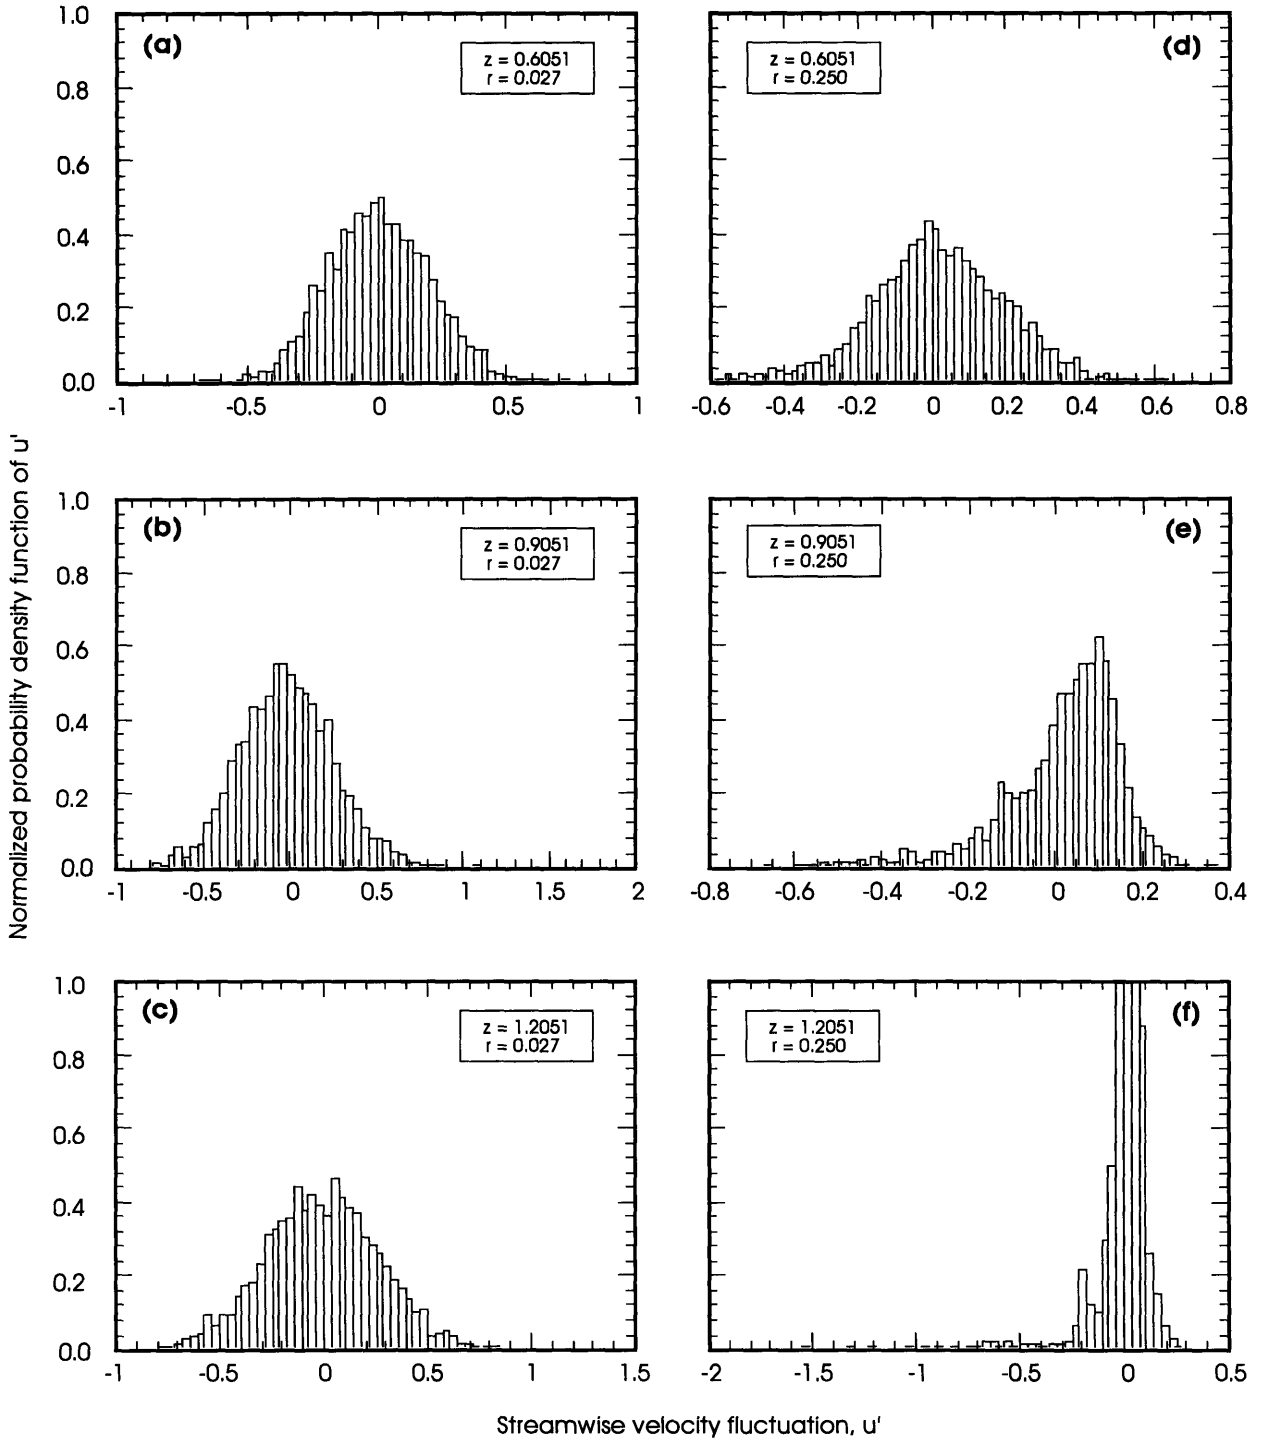 (a)
z = 0.6051
r = 0.027
1.0
0.8
0.6
0.4
0.2
0.0
-1 -0.5 0 0.5 1
(d)
z = 0.6051
r = 0.250
-0.6 -0.4 -0.2 0 0.2 0.4 0.6 0.8
Normalized probability density function of u'
(b)
z = 0.9051
r = 0.027
1.0
0.8
0.6
0.4
0.2
0.0
-1 -0.5 0 0.5 1 1.5 2
(e)
z = 0.9051
r = 0.250
-0.8 -0.6 -0.4 -0.2 0 0.2 0.4
(c)
z = 1.2051
r = 0.027
1.0
0.8
0.6
0.4
0.2
0.0
-1 -0.5 0 0.5 1 1.5
(f)
z = 1.2051
r = 0.250
-2 -1.5 -1 -0.5 0 0.5
Streamwise velocity fluctuation, u'